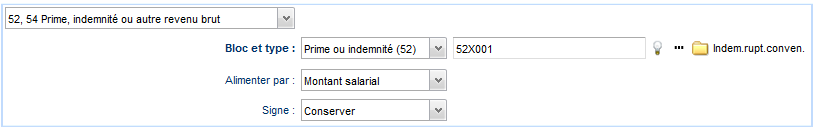 52, 54 Prime, indemnité ou autre revenu brut
Bloc et type : Prime ou indemnité (52) 52X001 ... Indem.rupt.conven.
Alimenter par : Montant salarial
Signe : Conserver